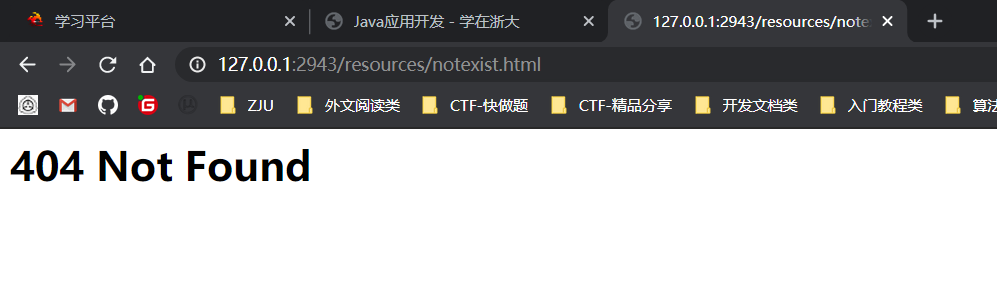 学习平台 Java应用开发 - 学在浙大 127.0.0.1:2943/resources/note
127.0.0.1:2943/resources/notexist.html
ZJU 外文阅读类 CTF-快做题 CTF-精品分享 开发文档类 入门教程类 算法
404 Not Found